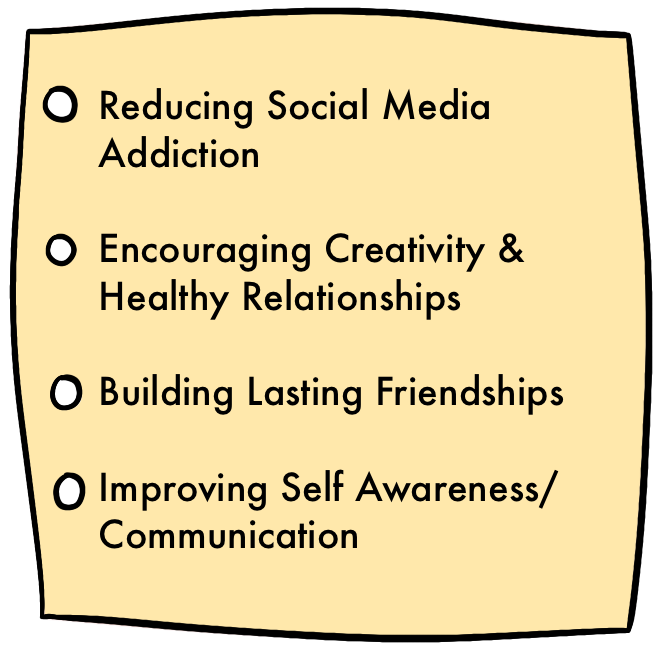 Reducing Social Media
Addiction
Encouraging Creativity &
Healthy Relationships
Building Lasting Friendships
Improving Self Awareness/
Communication